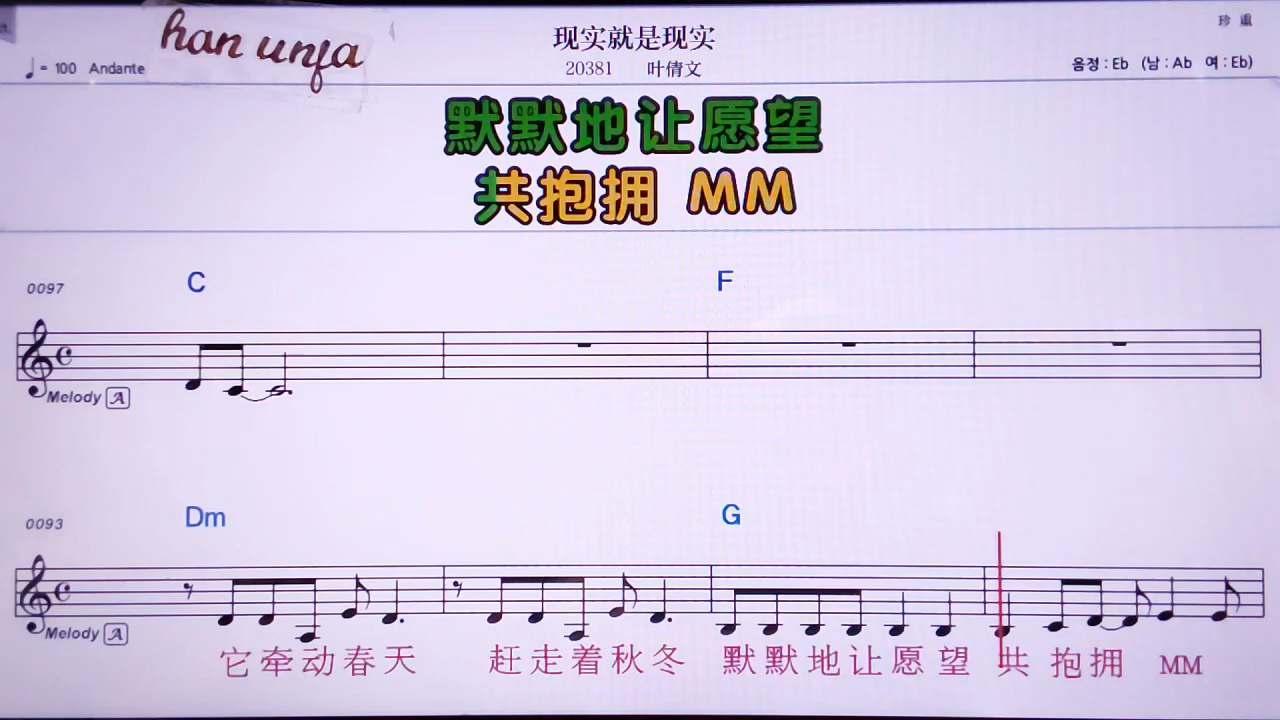 han unfa
现实就是现实
珍 重
♩= 100 Andante
20381 叶倩文
음정 : Eb (남 : Ab 여 : Eb)
默默地让愿望
共抱拥 MM
0097
C F
Melody A
0093
Dm G
Melody A
它牵动春天 赶走着秋冬 默默地让愿望 共抱拥 MM